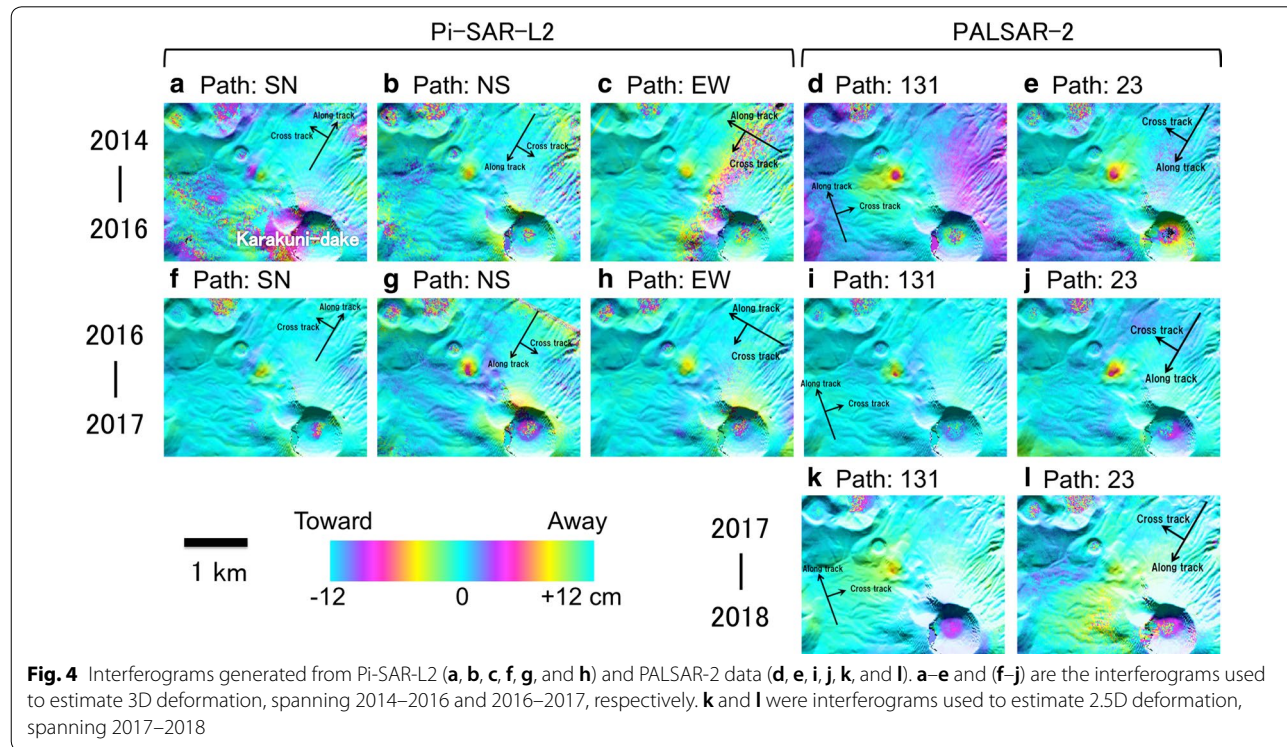 Pi-SAR-L2 PALSAR-2
a Path: SN b Path: NS c Path: EW d Path: 131 e Path: 23
2014
2016
Along track
Cross track
Karakuni-dake
Cross track
Along track
Along track
Cross track
Along track
Cross track
Cross track
Along track
f Path: SN g Path: NS h Path: EW i Path: 131 j Path: 23
2016
2017
Along track
Cross track
Cross track
Along track
Along track
Cross track
Along track
Cross track
Cross track
Along track
k Path: 131 l Path: 23
2017
2018
Along track
Cross track
Cross track
Along track
1 km
Toward Away
-12 0 +12 cm
Fig. 4 Interferograms generated from Pi-SAR-L2 (a, b, c, f, g, and h) and PALSAR-2 data (d, e, i, j, k, and l). a–e and (f–j) are the interferograms used
to estimate 3D deformation, spanning 2014–2016 and 2016–2017, respectively. k and l were interferograms used to estimate 2.5D deformation,
spanning 2017–2018